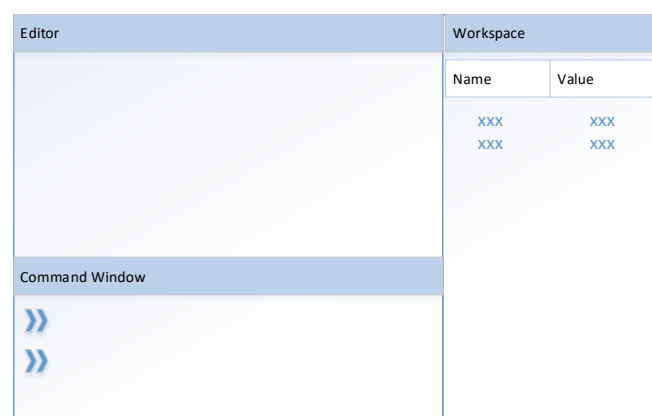 Editor
Workspace
Name Value
xxx xxx
xxx xxx
Command Window
»
»